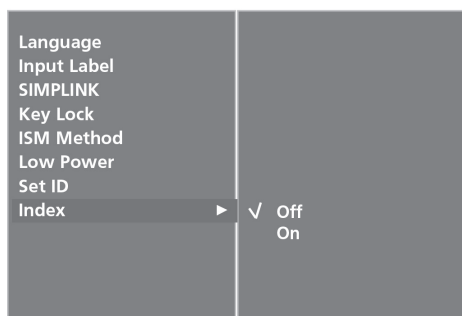 Language
Input Label
SIMPLINK
Key Lock
ISM Method
Low Power
Set ID
Index ► √ Off
On